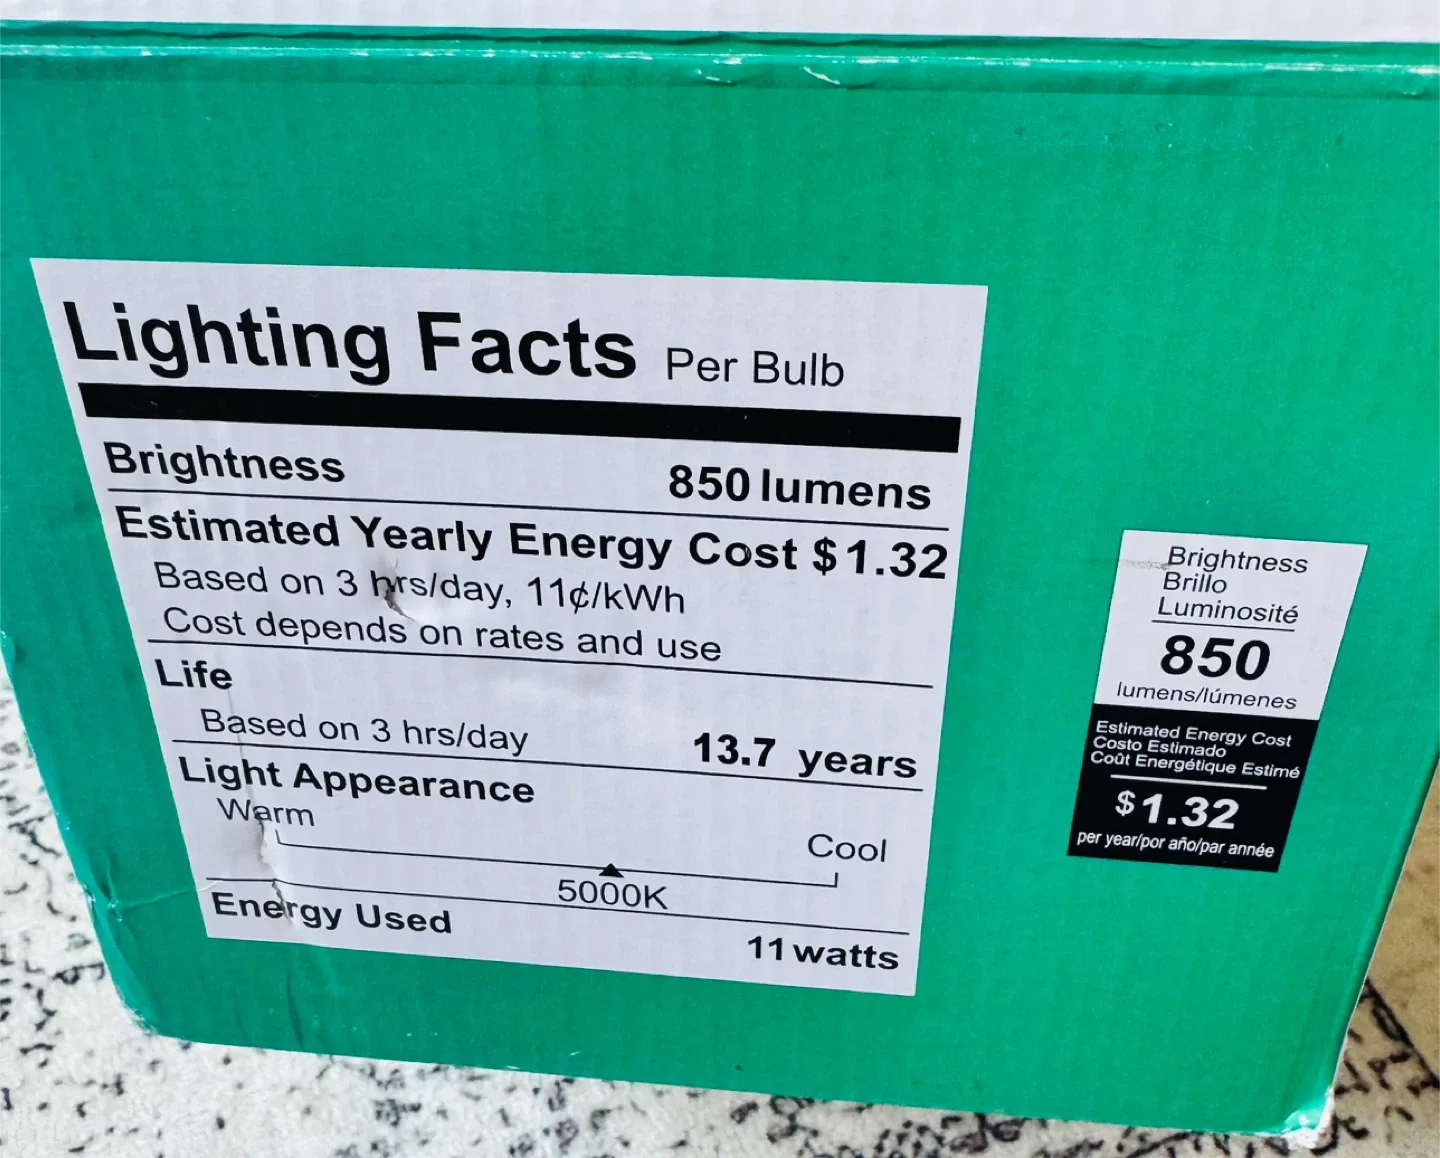 Lighting Facts Per Bulb
Brightness 850 lumens
Estimated Yearly Energy Cost $1.32
Based on 3 hrs/day, 11¢/kWh
Cost depends on rates and use
Life
Based on 3 hrs/day 13.7 years
Light Appearance
Warm Cool
5000K
Energy Used 11 watts
Brightness
Brillo
Luminosité
850
lumens/lúmenes
Estimated Energy Cost
Costo Estimado
Coût Energétique Estimé
$1.32
per year/por año/par année